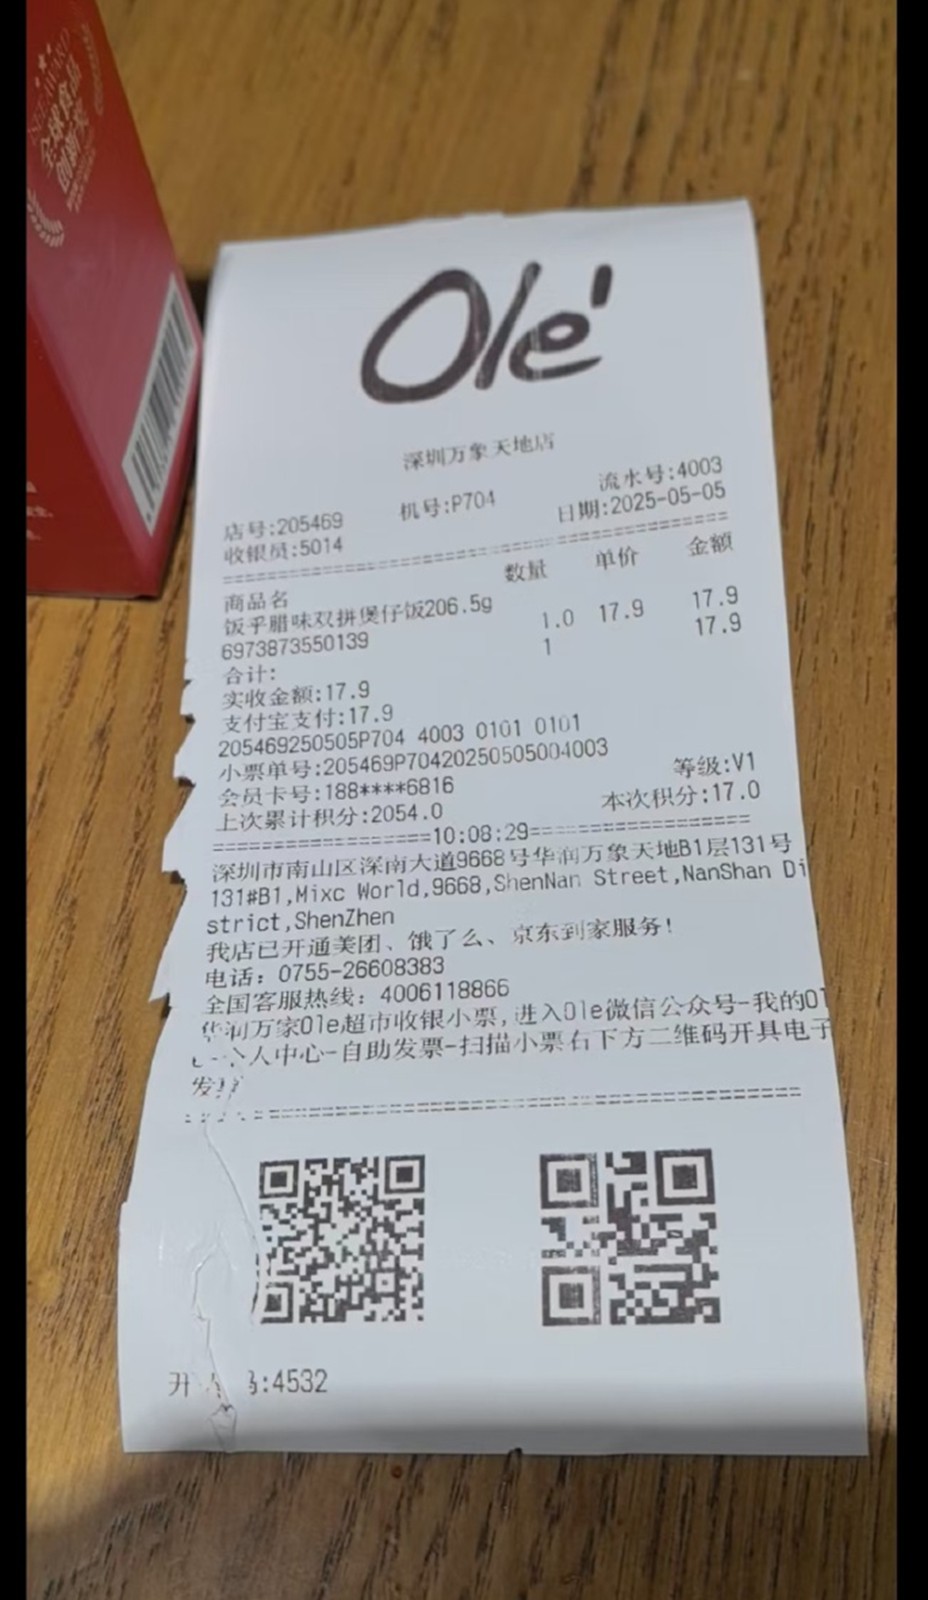 全球食品
创新奖
Olé
深圳万象天地店
流水号:4003
店号:205469 机号:P704 日期:2025-05-05
收银员:5014
商品名 数量 单价 金额
饭乎腊味双拼煲仔饭206.5g
6973873550139 1.0 17.9 17.9
合计: 1 17.9
实收金额:17.9
支付宝支付:17.9
205469250505P704 4003 0101 0101
小票单号:205469P70420250505004003
会员卡号:188****6816 等级:V1
上次累计积分:2054.0 本次积分:17.0
==================10:08:29==================
深圳市南山区深南大道9668号华润万象天地B1层131号
131#B1,Mixc World,9668,ShenNan Street,NanShan Di
strict,ShenZhen
我店已开通美团、饿了么、京东到家服务!
电话: 0755-26608383
全国客服热线: 4006118866
华润万家Ole超市收银小票,进入Ole微信公众号-我的Ol
人中心-自助发票-扫描小票右下方二维码开具电子
发票
:4532